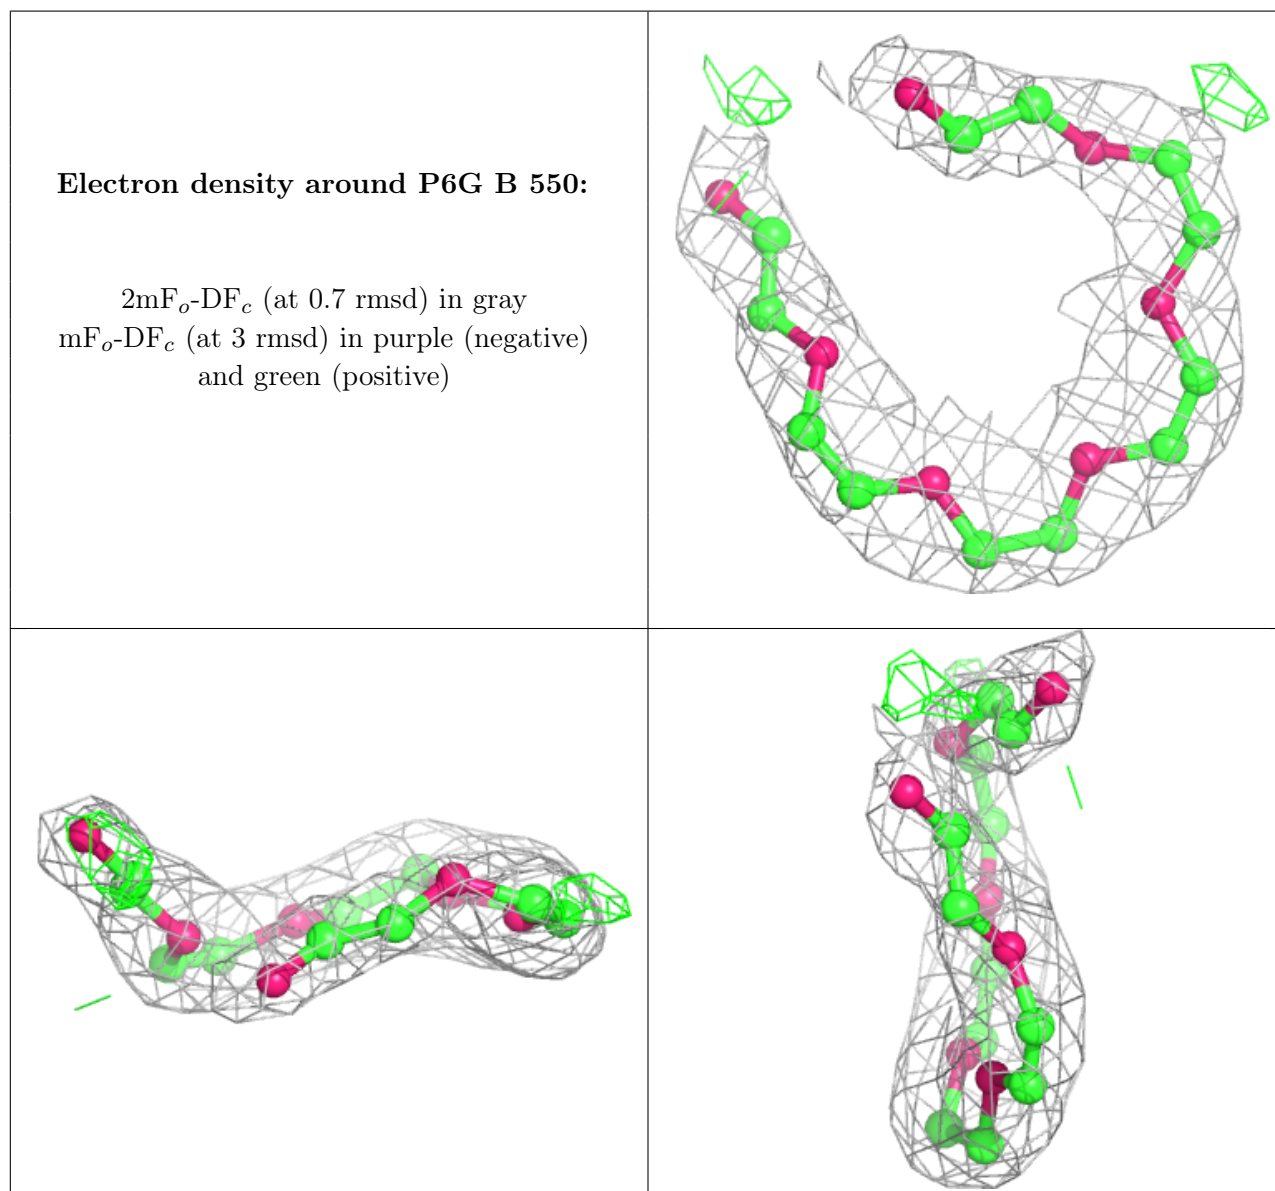 Electron density around P6G B 550:
2mFo-DFc (at 0.7 rmsd) in gray
mFo-DFc (at 3 rmsd) in purple (negative)
and green (positive)